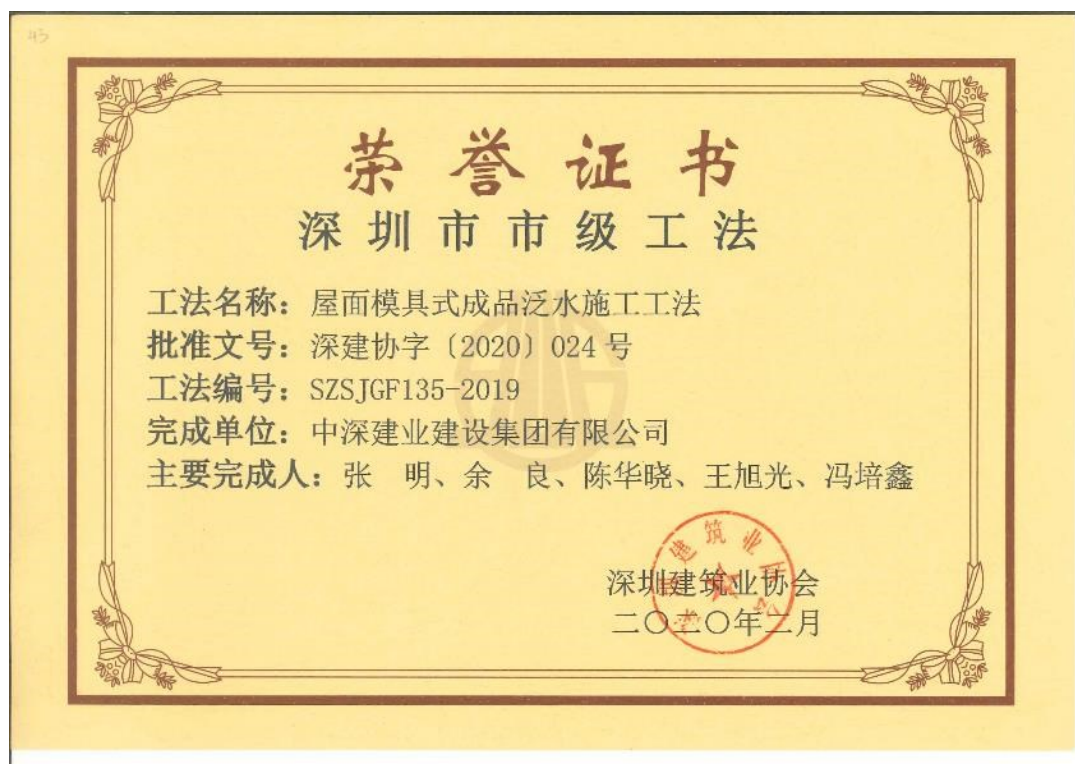 43
荣誉证书
深圳市市级工法
工法名称：屋面模具式成品泛水施工工法
批准文号：深建协字〔2020〕024号
工法编号：SZSJGF135-2019
完成单位：中深建业建设集团有限公司
主要完成人：张　明、余　良、陈华晓、王旭光、冯培鑫
深圳建筑业协会
二〇二〇年二月